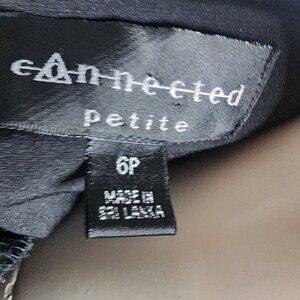 connected
petite
6P
MADE IN
SRI LANKA